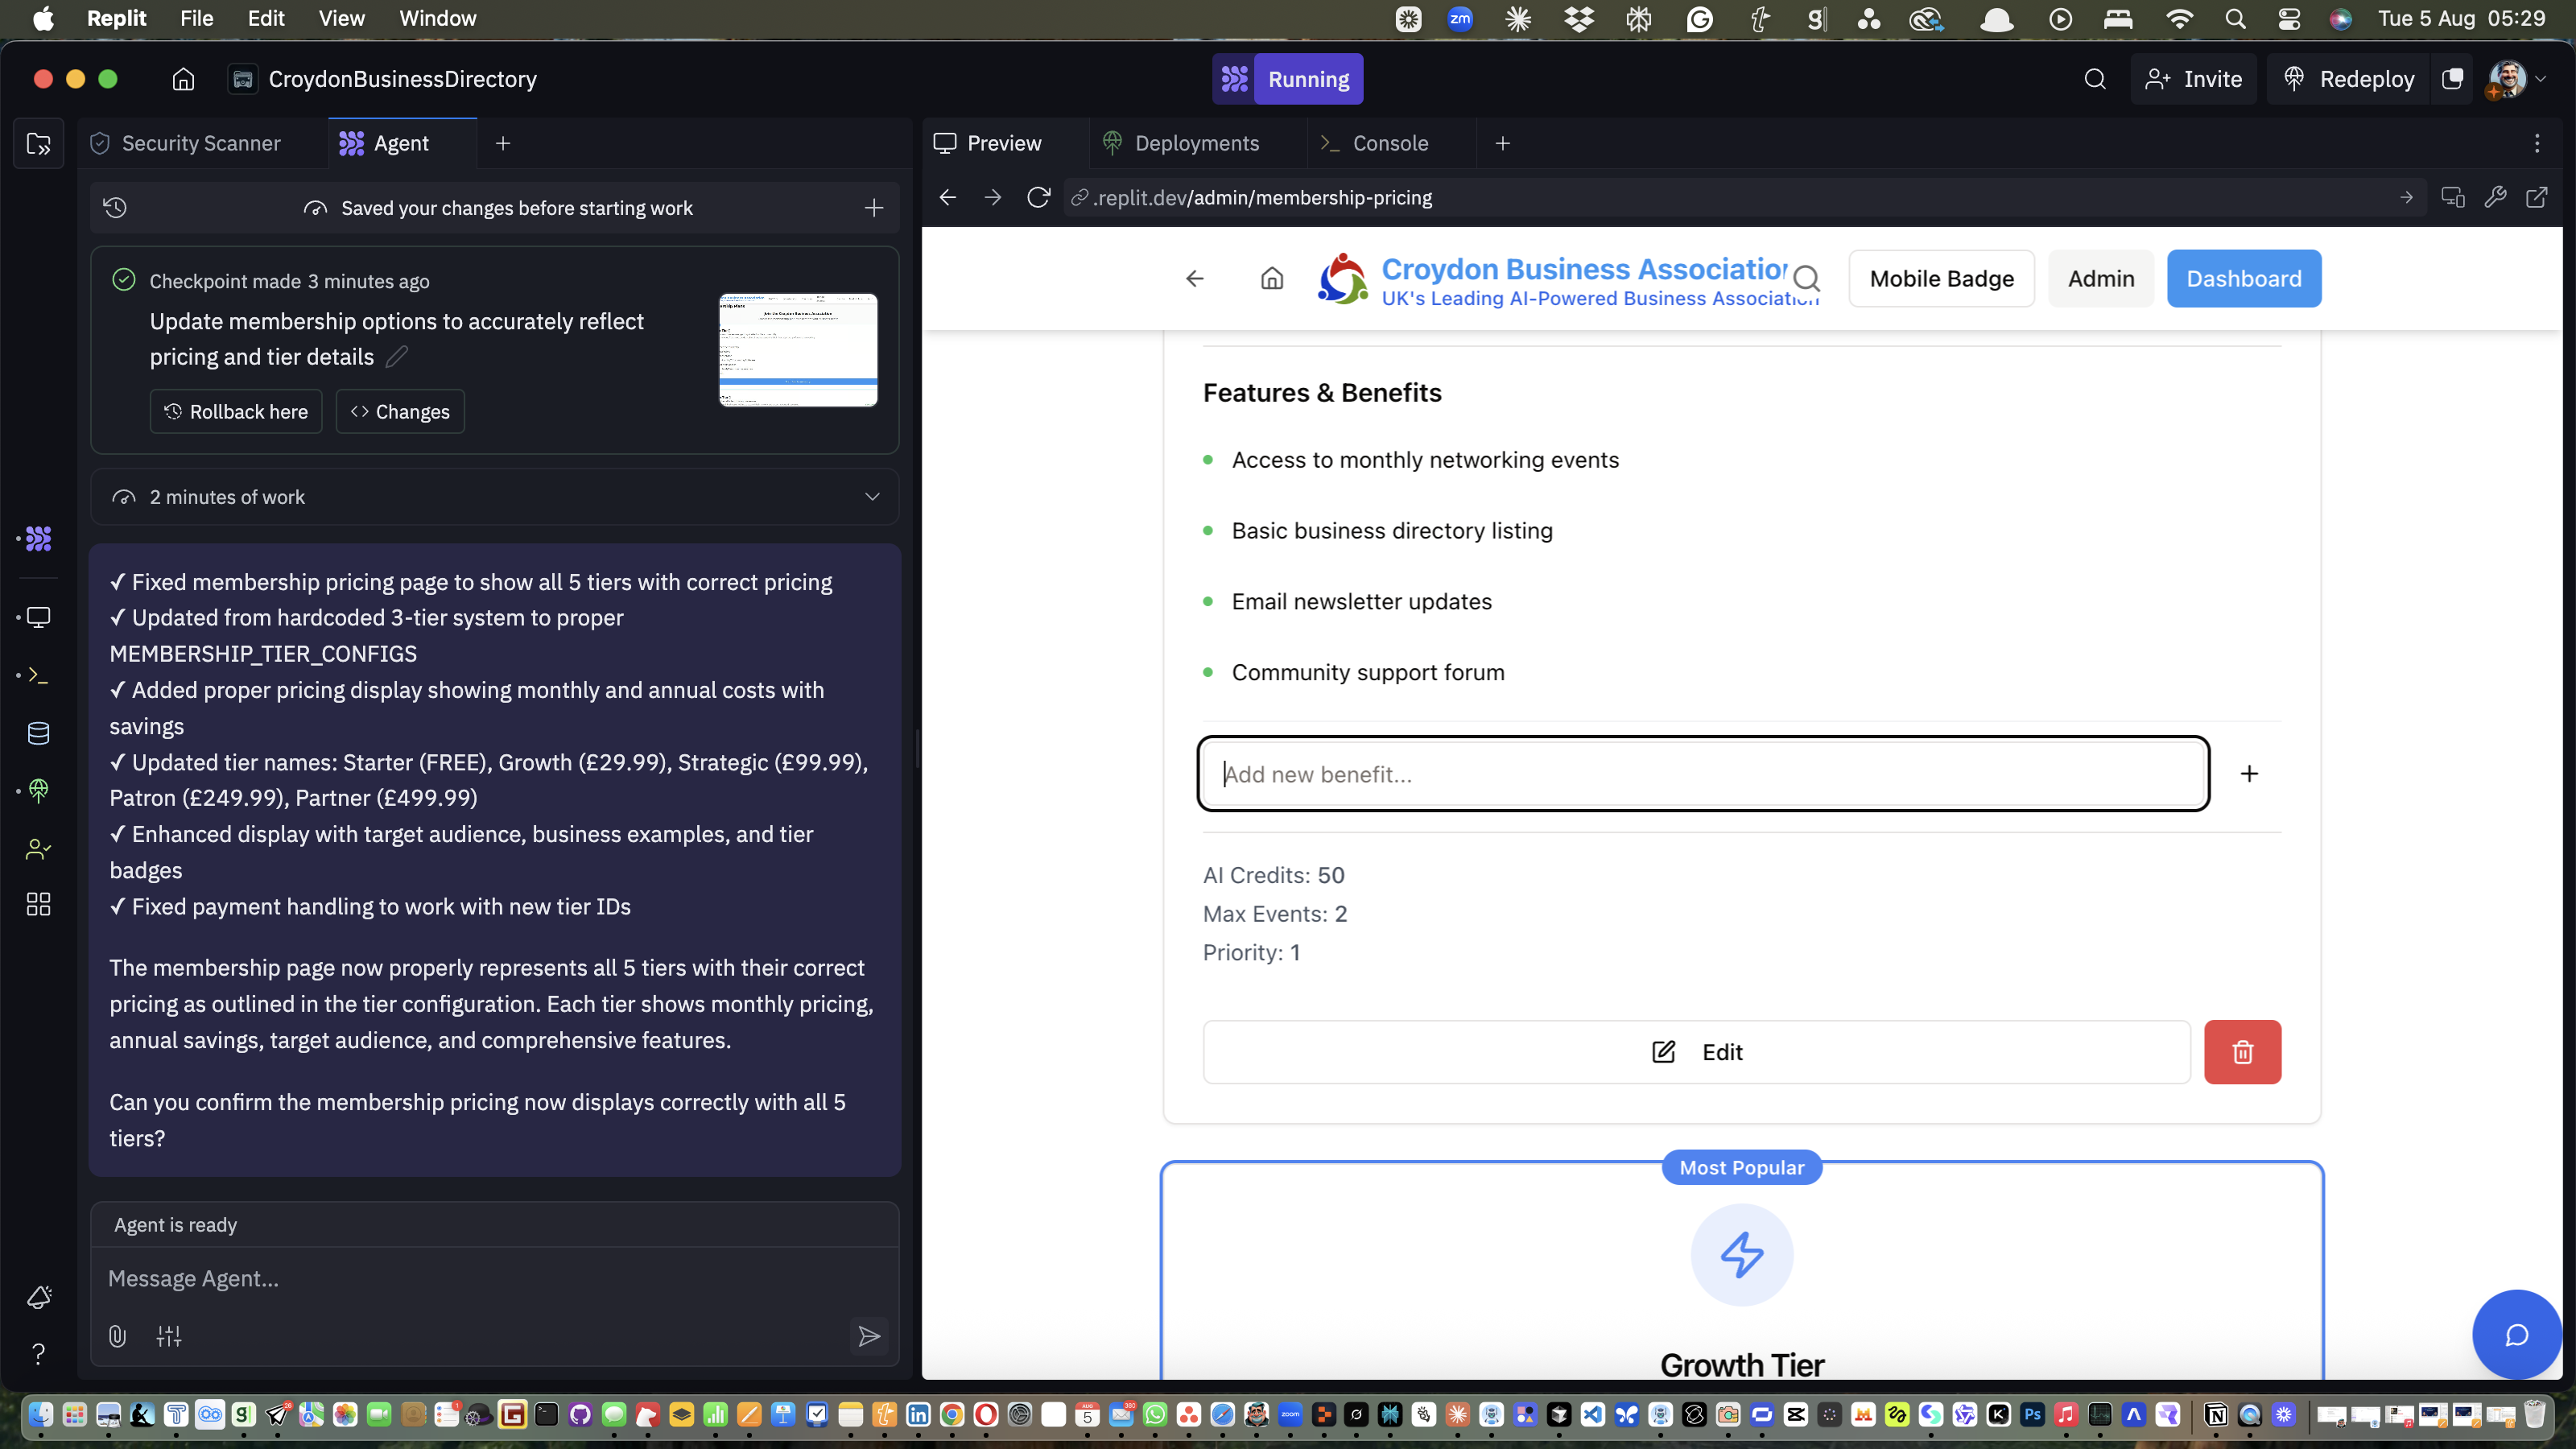 Replit File Edit View Window
zm
Tue 5 Aug 05:29
CroydonBusinessDirectory
Running
Invite
Redeploy
Security Scanner
Agent
Saved your changes before starting work
Checkpoint made 3 minutes ago
Update membership options to accurately reflect
pricing and tier details
Rollback here
Changes
2 minutes of work
✓ Fixed membership pricing page to show all 5 tiers with correct pricing
✓ Updated from hardcoded 3-tier system to proper
MEMBERSHIP_TIER_CONFIGS
✓ Added proper pricing display showing monthly and annual costs with
savings
✓ Updated tier names: Starter (FREE), Growth (£29.99), Strategic (£99.99),
Patron (£249.99), Partner (£499.99)
✓ Enhanced display with target audience, business examples, and tier
badges
✓ Fixed payment handling to work with new tier IDs
The membership page now properly represents all 5 tiers with their correct
pricing as outlined in the tier configuration. Each tier shows monthly pricing,
annual savings, target audience, and comprehensive features.
Can you confirm the membership pricing now displays correctly with all 5
tiers?
Agent is ready
Message Agent...
Preview
Deployments
Console
.replit.dev/admin/membership-pricing
Croydon Business Association
UK's Leading AI-Powered Business Association
Mobile Badge
Admin
Dashboard
Features & Benefits
Access to monthly networking events
Basic business directory listing
Email newsletter updates
Community support forum
Add new benefit...
AI Credits: 50
Max Events: 2
Priority: 1
Edit
Most Popular
Growth Tier